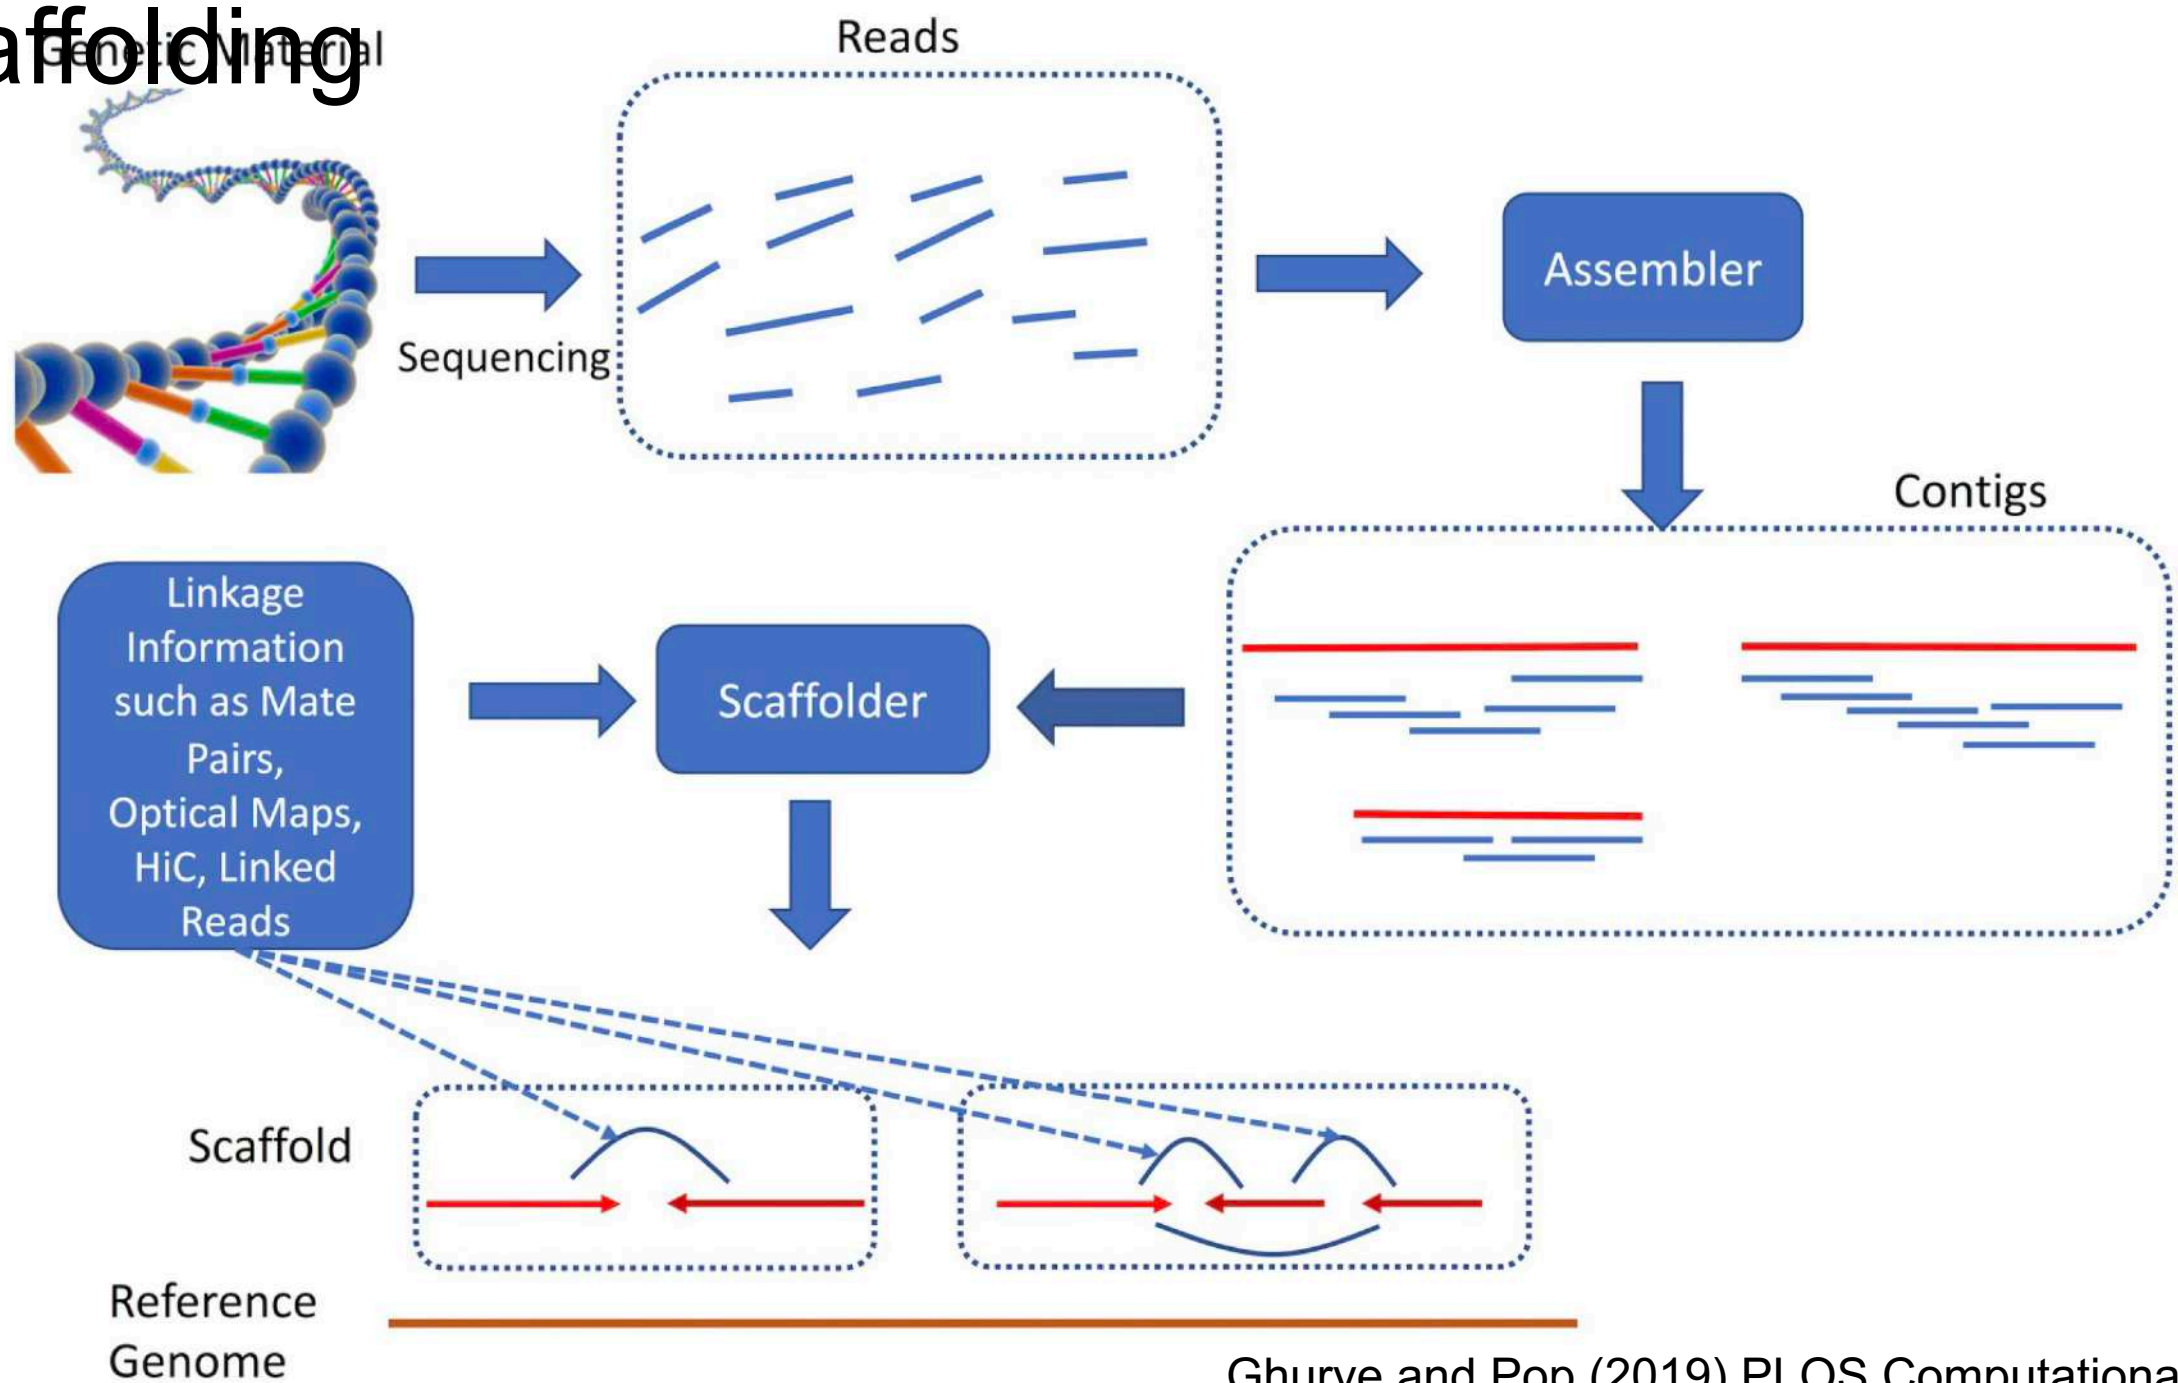 affolding
Genetic Material
Reads
Sequencing
Assembler
Contigs
Linkage
Information
such as Mate
Pairs,
Optical Maps,
HiC, Linked
Reads
Scaffolder
Scaffold
Reference
Genome
Ghurye and Pop (2019) PLOS Computationa